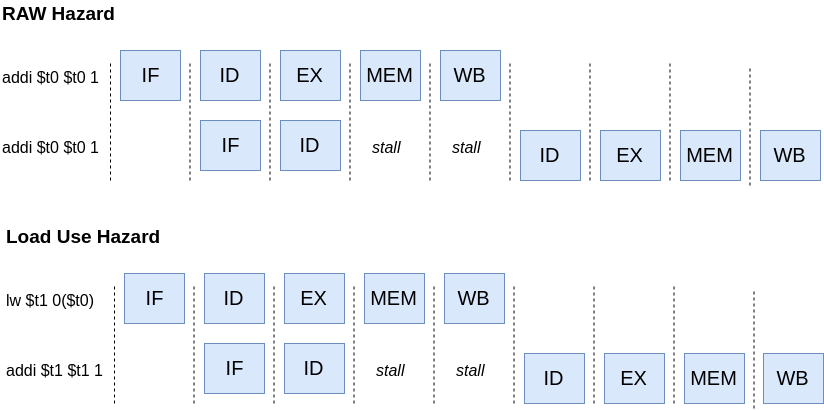 RAW Hazard
addi $t0 $t0 1 IF ID EX MEM WB
addi $t0 $t0 1 IF ID stall stall ID EX MEM WB
Load Use Hazard
lw $t1 0($t0) IF ID EX MEM WB
addi $t1 $t1 1 IF ID stall stall ID EX MEM WB